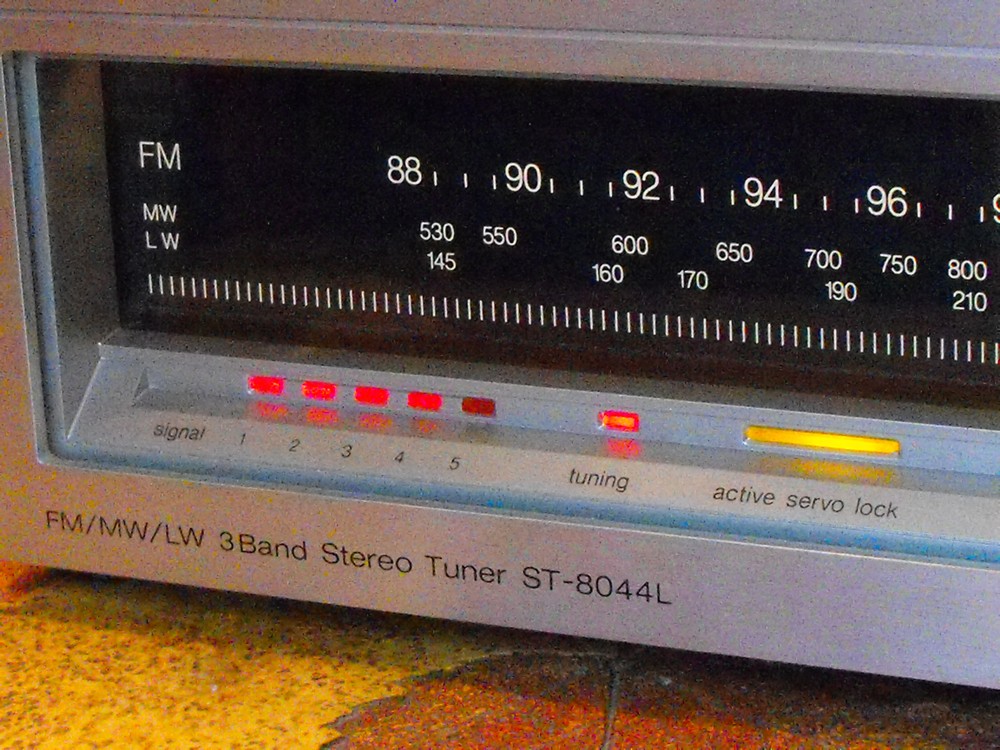 FM 88 90 92 94 96
MW 530 550 600 650 700 750 800
LW 145 160 170 190 210
signal 1 2 3 4 5 tuning active servo lock
FM/MW/LW 3Band Stereo Tuner ST-8044L